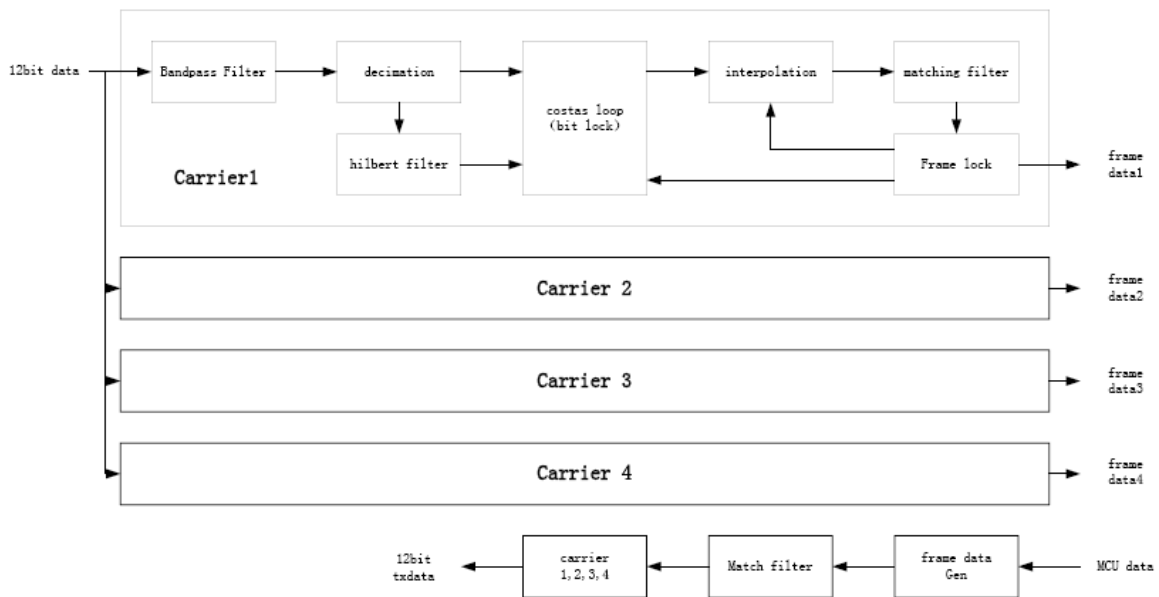 12bit data
Bandpass Filter
decimation
costas loop
(bit lock)
interpolation
matching filter
hilbert filter
Frame lock
Carrier1
frame
data1
Carrier 2
frame
data2
Carrier 3
frame
data3
Carrier 4
frame
data4
12bit
txdata
carrier
1,2,3,4
Match filter
frame data
Gen
MCU data